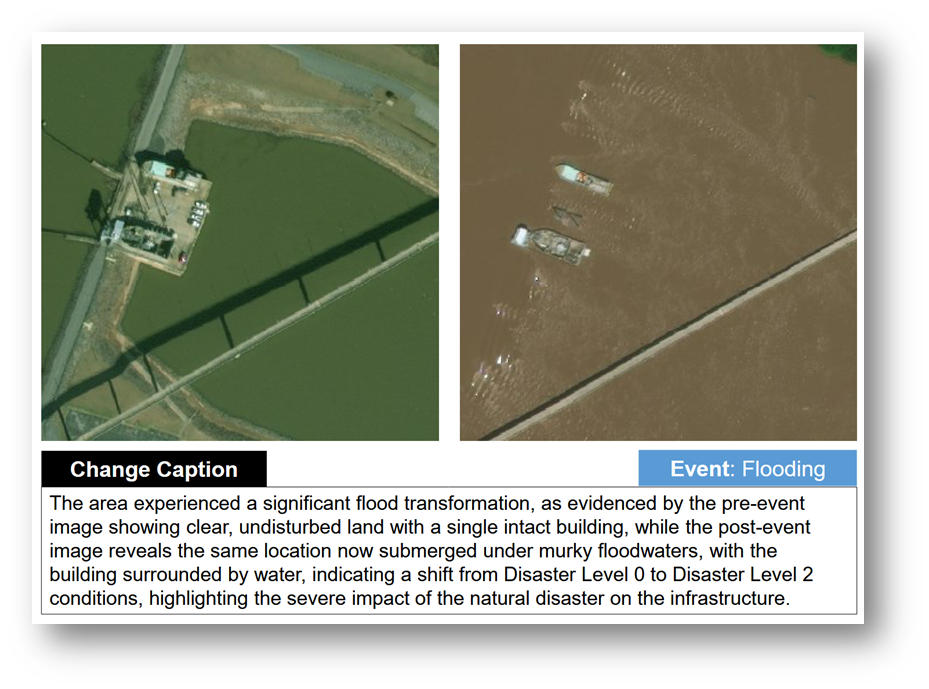 Change Caption
Event: Flooding
The area experienced a significant flood transformation, as evidenced by the pre-event
image showing clear, undisturbed land with a single intact building, while the post-event
image reveals the same location now submerged under murky floodwaters, with the
building surrounded by water, indicating a shift from Disaster Level 0 to Disaster Level 2
conditions, highlighting the severe impact of the natural disaster on the infrastructure.